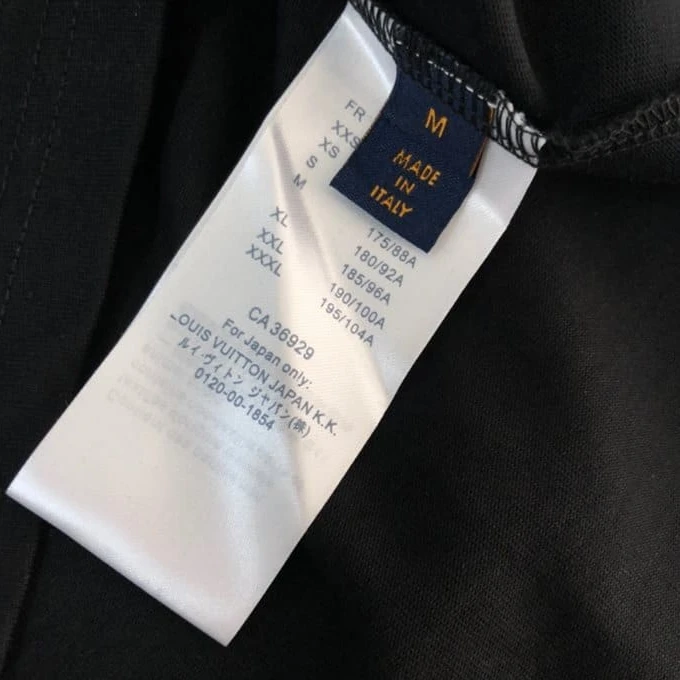 M
MADE
IN
ITALY
FR
XXS
XS
S
M
XL 175/88A
XXL 180/92A
XXXL 185/96A
190/100A
195/104A
CA 36929
For Japan only:
LOUIS VUITTON JAPAN K.K.
ルイ・ヴィトン ジャパン(株)
0120-00-1854